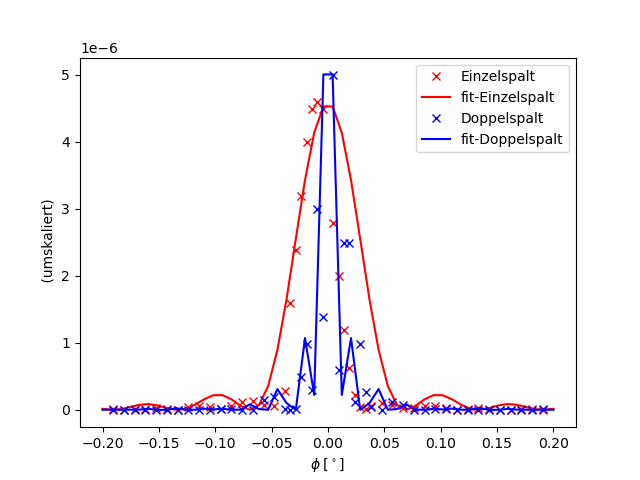 1e−6
5
4
3
2
1
0
(umskaliert)
Einzelspalt
fit-Einzelspalt
Doppelspalt
fit-Doppelspalt
−0.20 −0.15 −0.10 −0.05 0.00 0.05 0.10 0.15 0.20
ϕ [°]